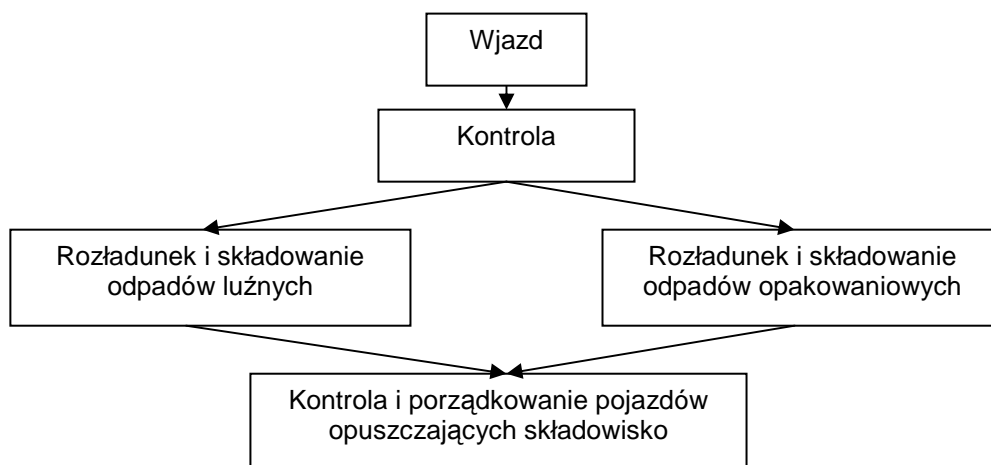 Wjazd
Kontrola
Rozładunek i składowanie
odpadów luźnych
Rozładunek i składowanie
odpadów opakowaniowych
Kontrola i porządkowanie pojazdów
opuszczających składowisko